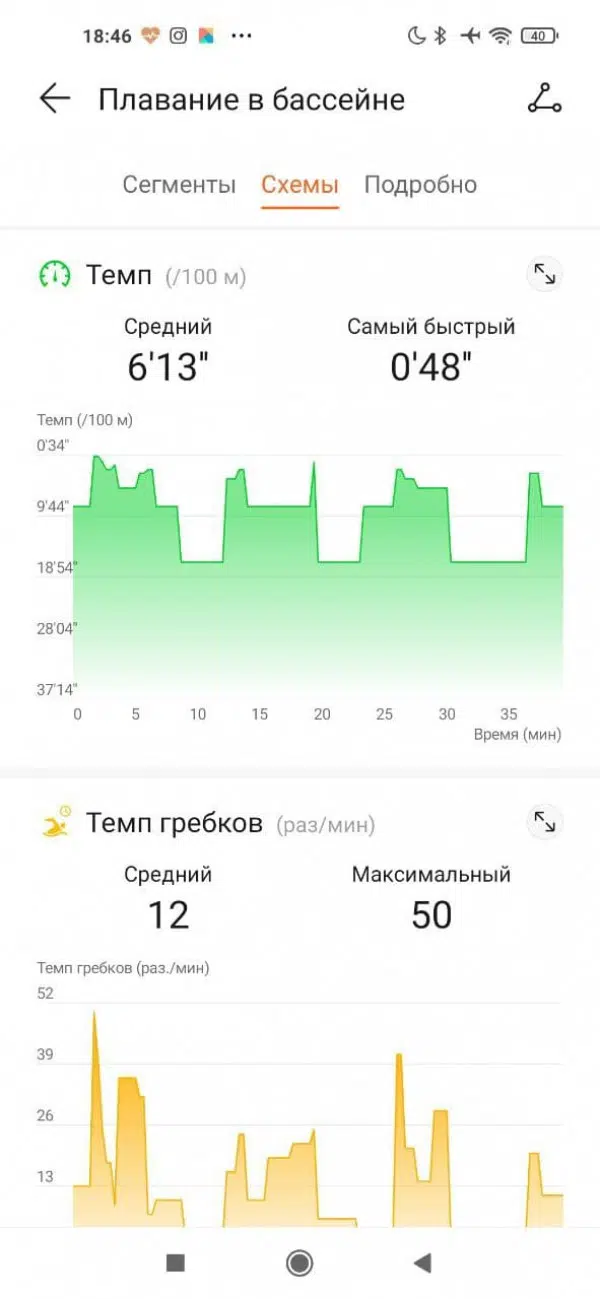 18:46
40
Плавание в бассейне
Сегменты Схемы Подробно
Темп (/100 м)
Средний Самый быстрый
6'13" 0'48"
Темп (/100 м)
0'34"
9'44"
18'54"
28'04"
37'14"
0 5 10 15 20 25 30 35
Время (мин)
Темп гребков (раз/мин)
Средний Максимальный
12 50
Темп гребков (раз./мин)
52
39
26
13